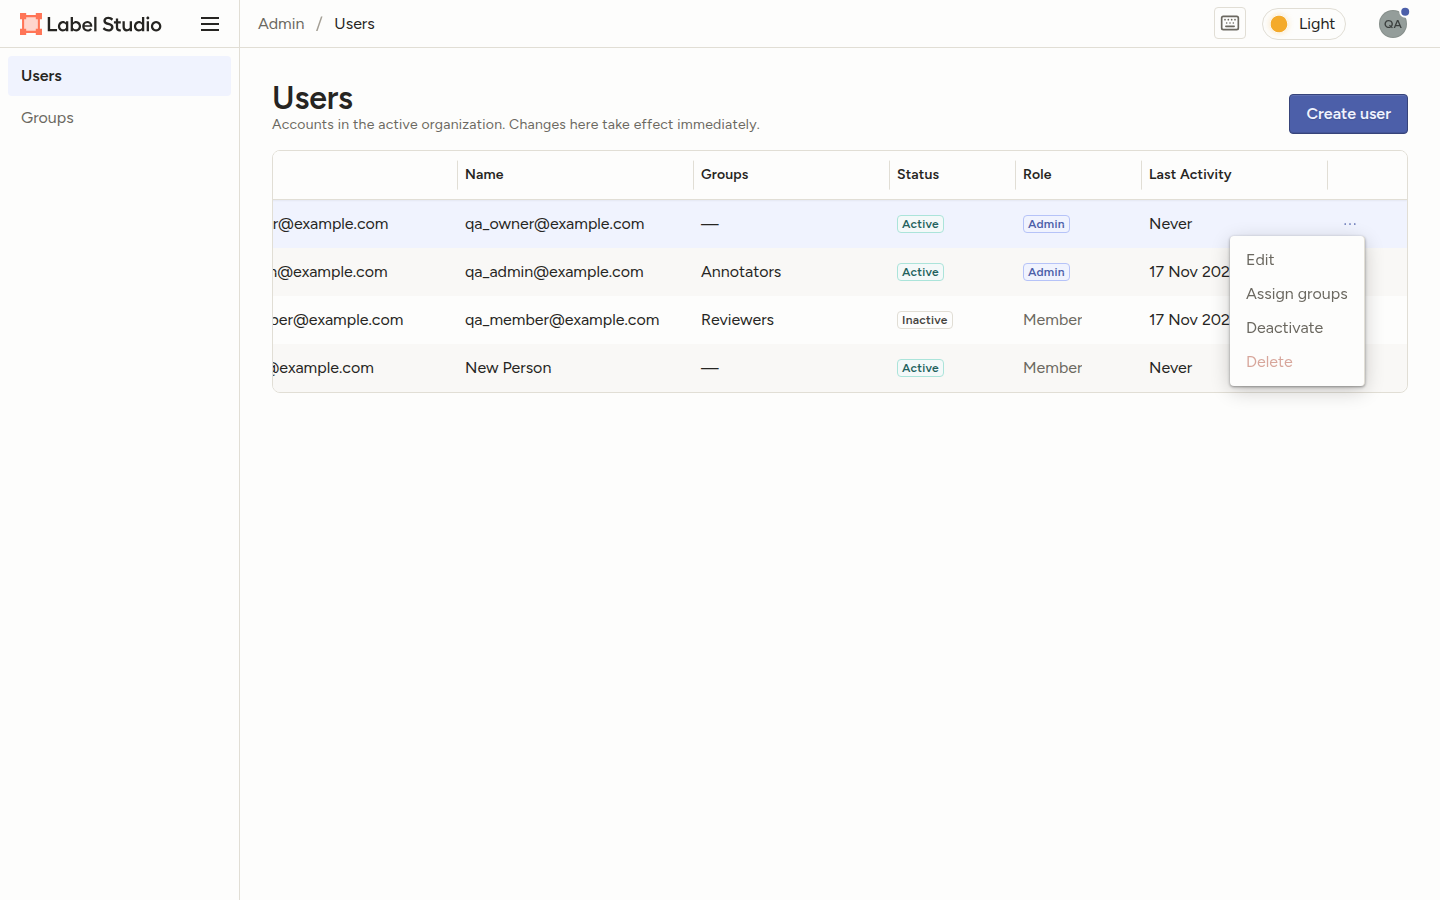 Label Studio
Admin / Users
Light
QA
Users
Groups
Users
Accounts in the active organization. Changes here take effect immediately.
Create user
Name Groups Status Role Last Activity
r@example.com qa_owner@example.com — Active Admin Never ...
@example.com qa_admin@example.com Annotators Active Admin 17 Nov 202
ber@example.com qa_member@example.com Reviewers Inactive Member 17 Nov 202
@example.com New Person — Active Member Never
Edit
Assign groups
Deactivate
Delete